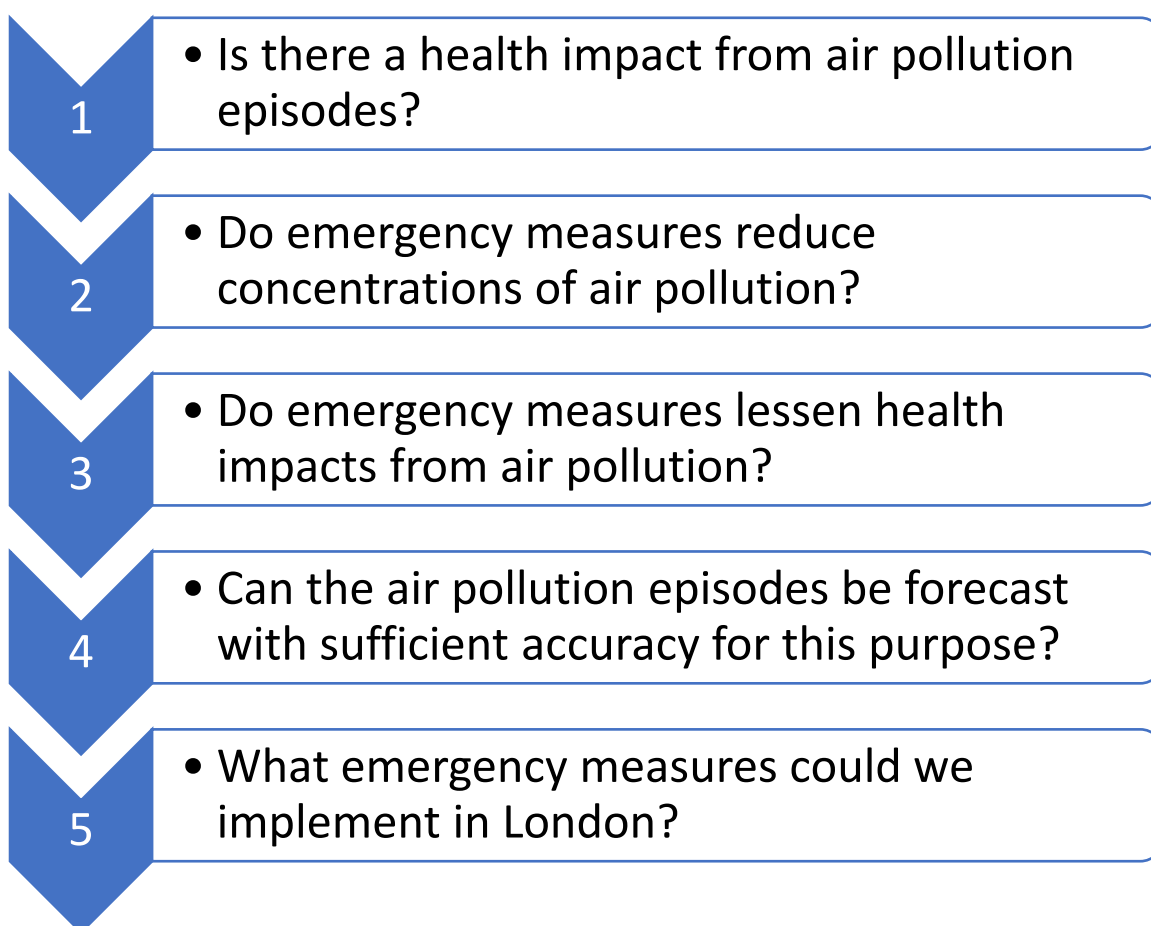 1
• Is there a health impact from air pollution
episodes?
2
• Do emergency measures reduce
concentrations of air pollution?
3
• Do emergency measures lessen health
impacts from air pollution?
4
• Can the air pollution episodes be forecast
with sufficient accuracy for this purpose?
5
• What emergency measures could we
implement in London?